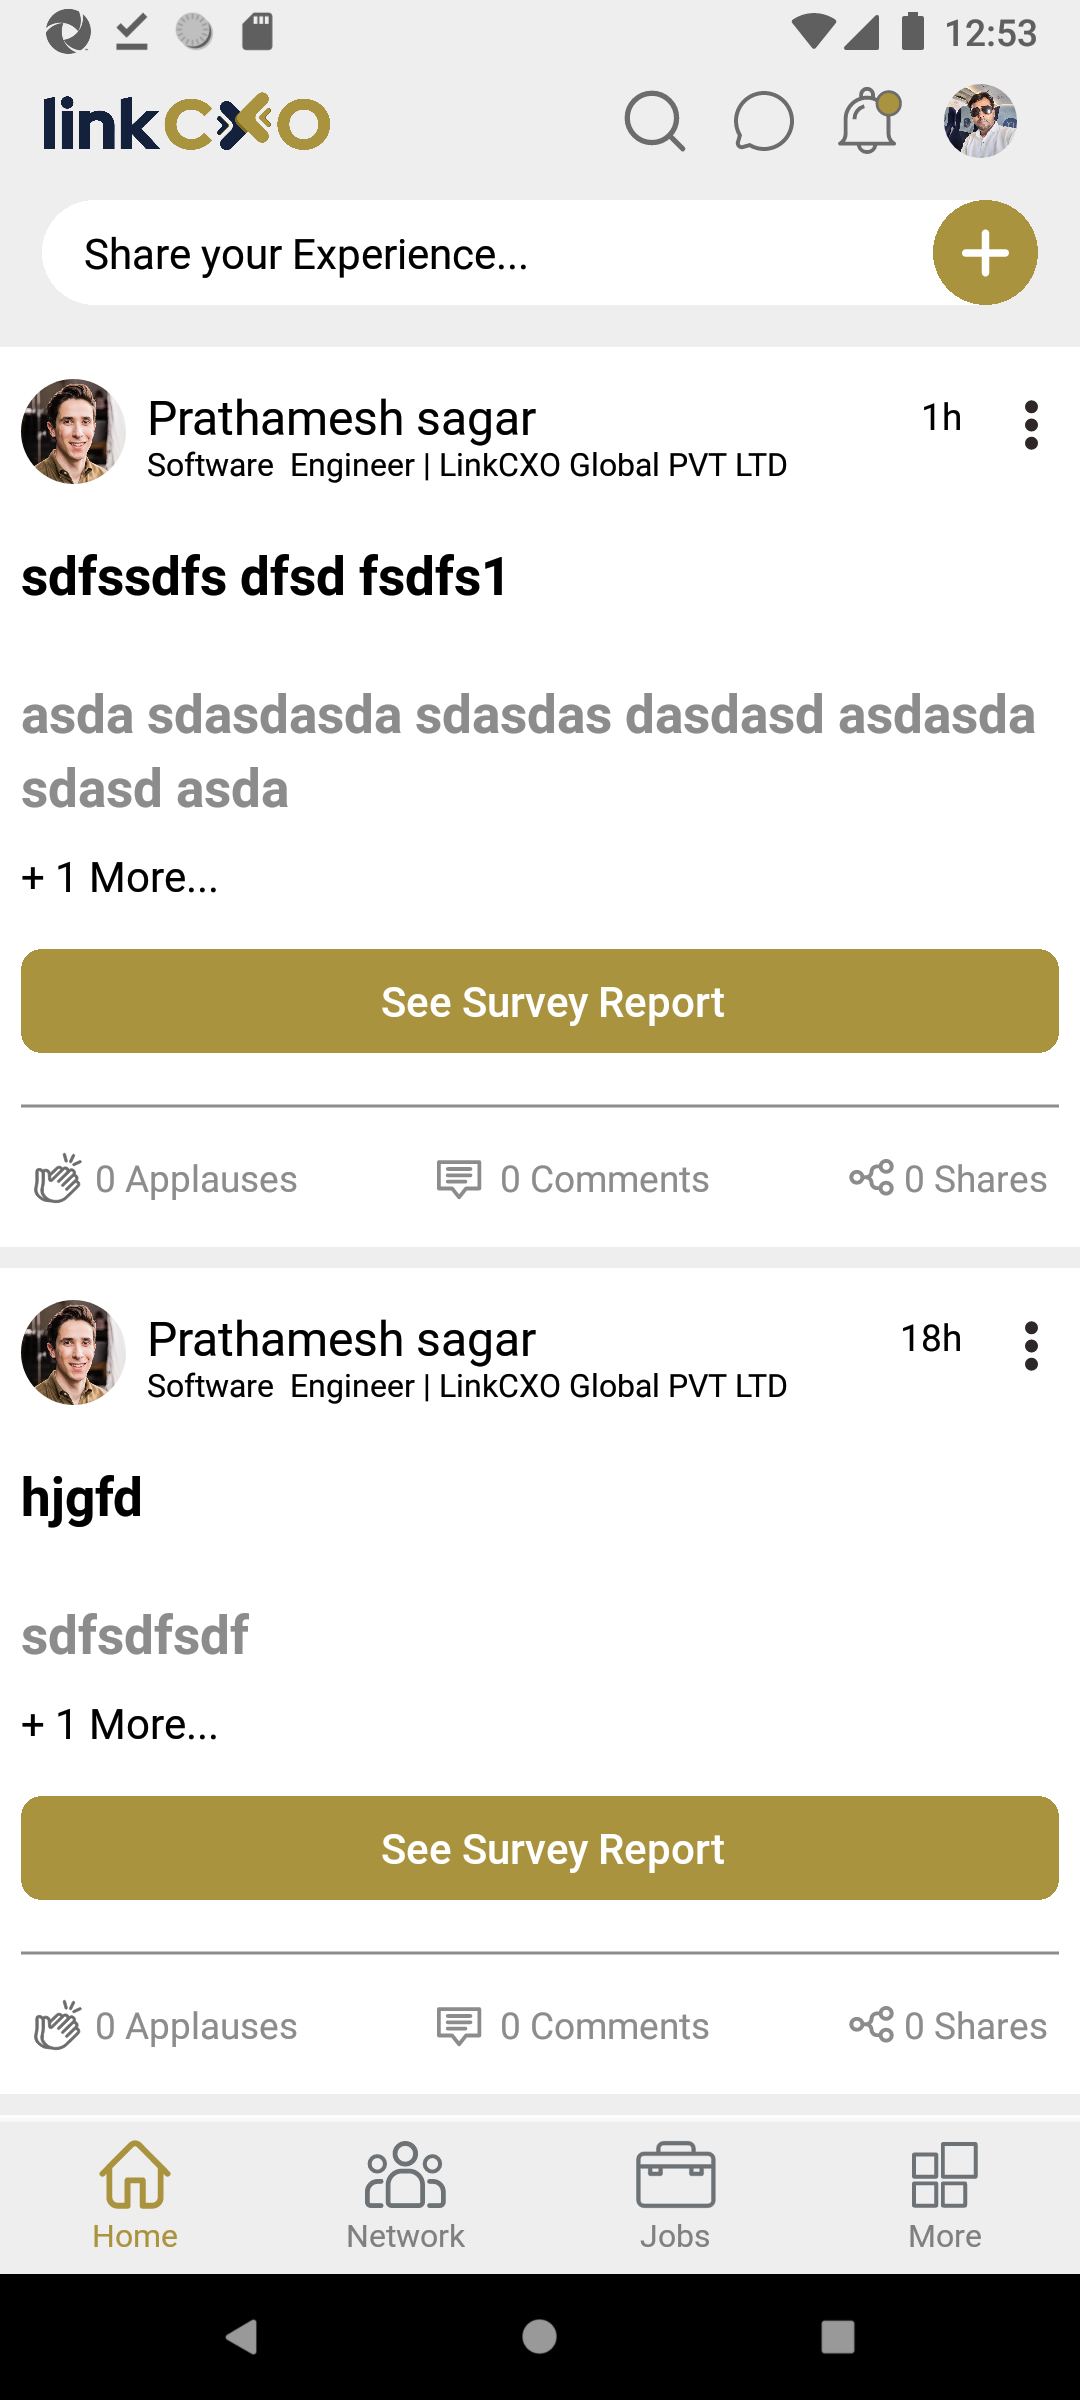 12:53
linkCXO
Share your Experience...
Prathamesh sagar
1h
Software  Engineer | LinkCXO Global PVT LTD
sdfssdfs dfsd fsdfs1
asda sdasdasda sdasdas dasdasd asdasda
sdasd asda
+ 1 More...
See Survey Report
0 Applauses
0 Comments
0 Shares
Prathamesh sagar
18h
Software  Engineer | LinkCXO Global PVT LTD
hjgfd
sdfsdfsdf
+ 1 More...
See Survey Report
0 Applauses
0 Comments
0 Shares
Home
Network
Jobs
More